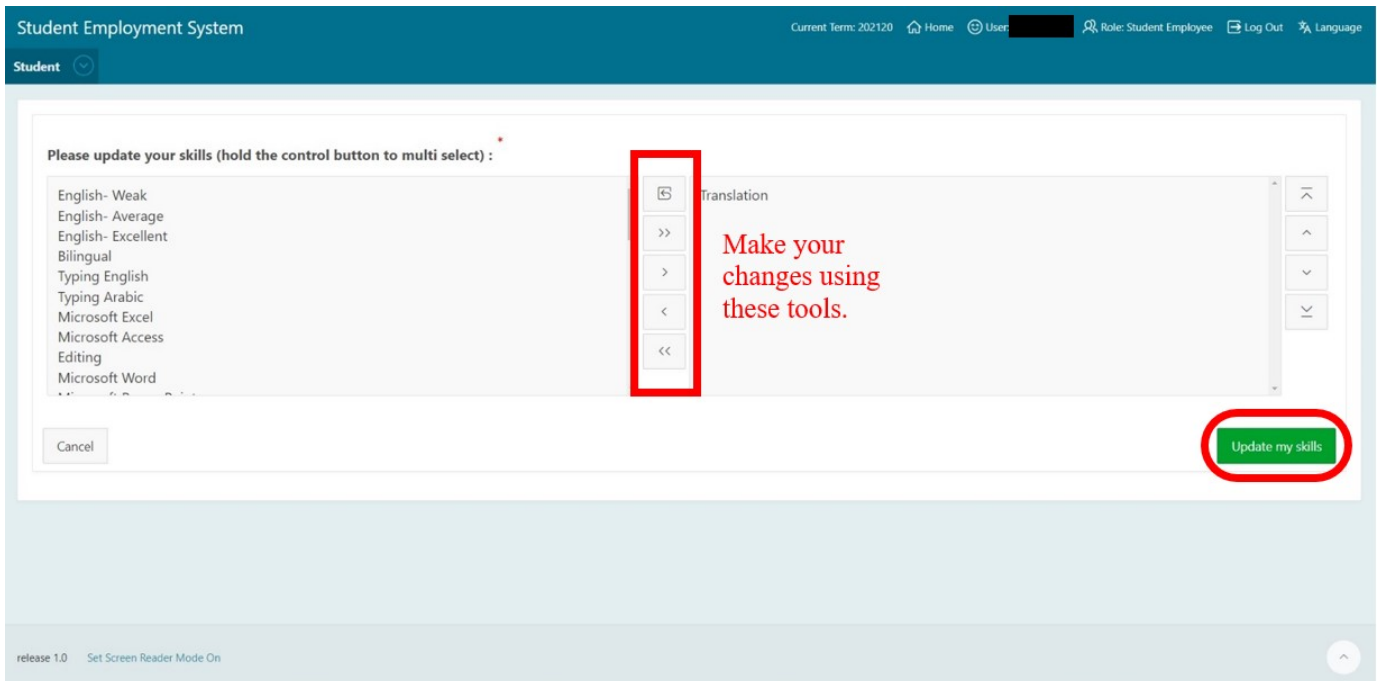 Student Employment System
Current Term: 202120 Home User: Role: Student Employee Log Out Language
Student
Please update your skills (hold the control button to multi select) : *
English- Weak
English- Average
English- Excellent
Bilingual
Typing English
Typing Arabic
Microsoft Excel
Microsoft Access
Editing
Microsoft Word
>>
>
<
<<
Translation
Make your
changes using
these tools.
Cancel
Update my skills
release 1.0 Set Screen Reader Mode On